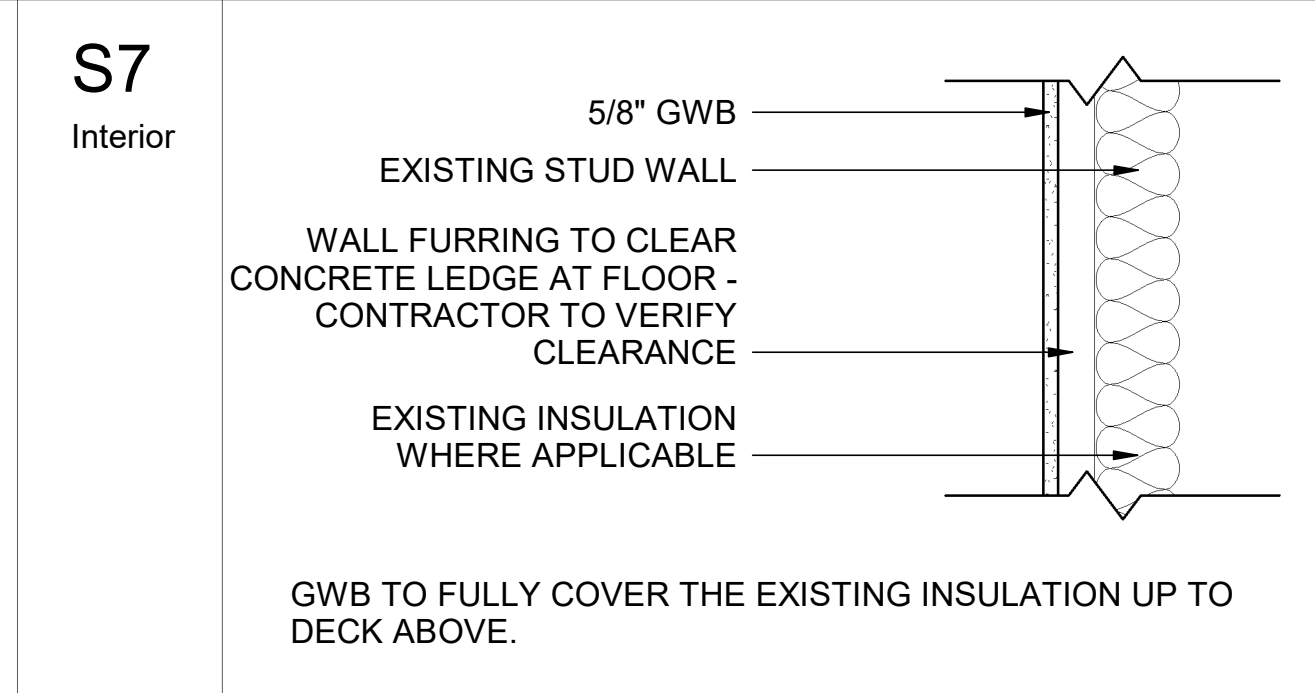 S7
Interior
5/8" GWB
EXISTING STUD WALL
WALL FURRING TO CLEAR
CONCRETE LEDGE AT FLOOR -
CONTRACTOR TO VERIFY
CLEARANCE
EXISTING INSULATION
WHERE APPLICABLE
GWB TO FULLY COVER THE EXISTING INSULATION UP TO
DECK ABOVE.